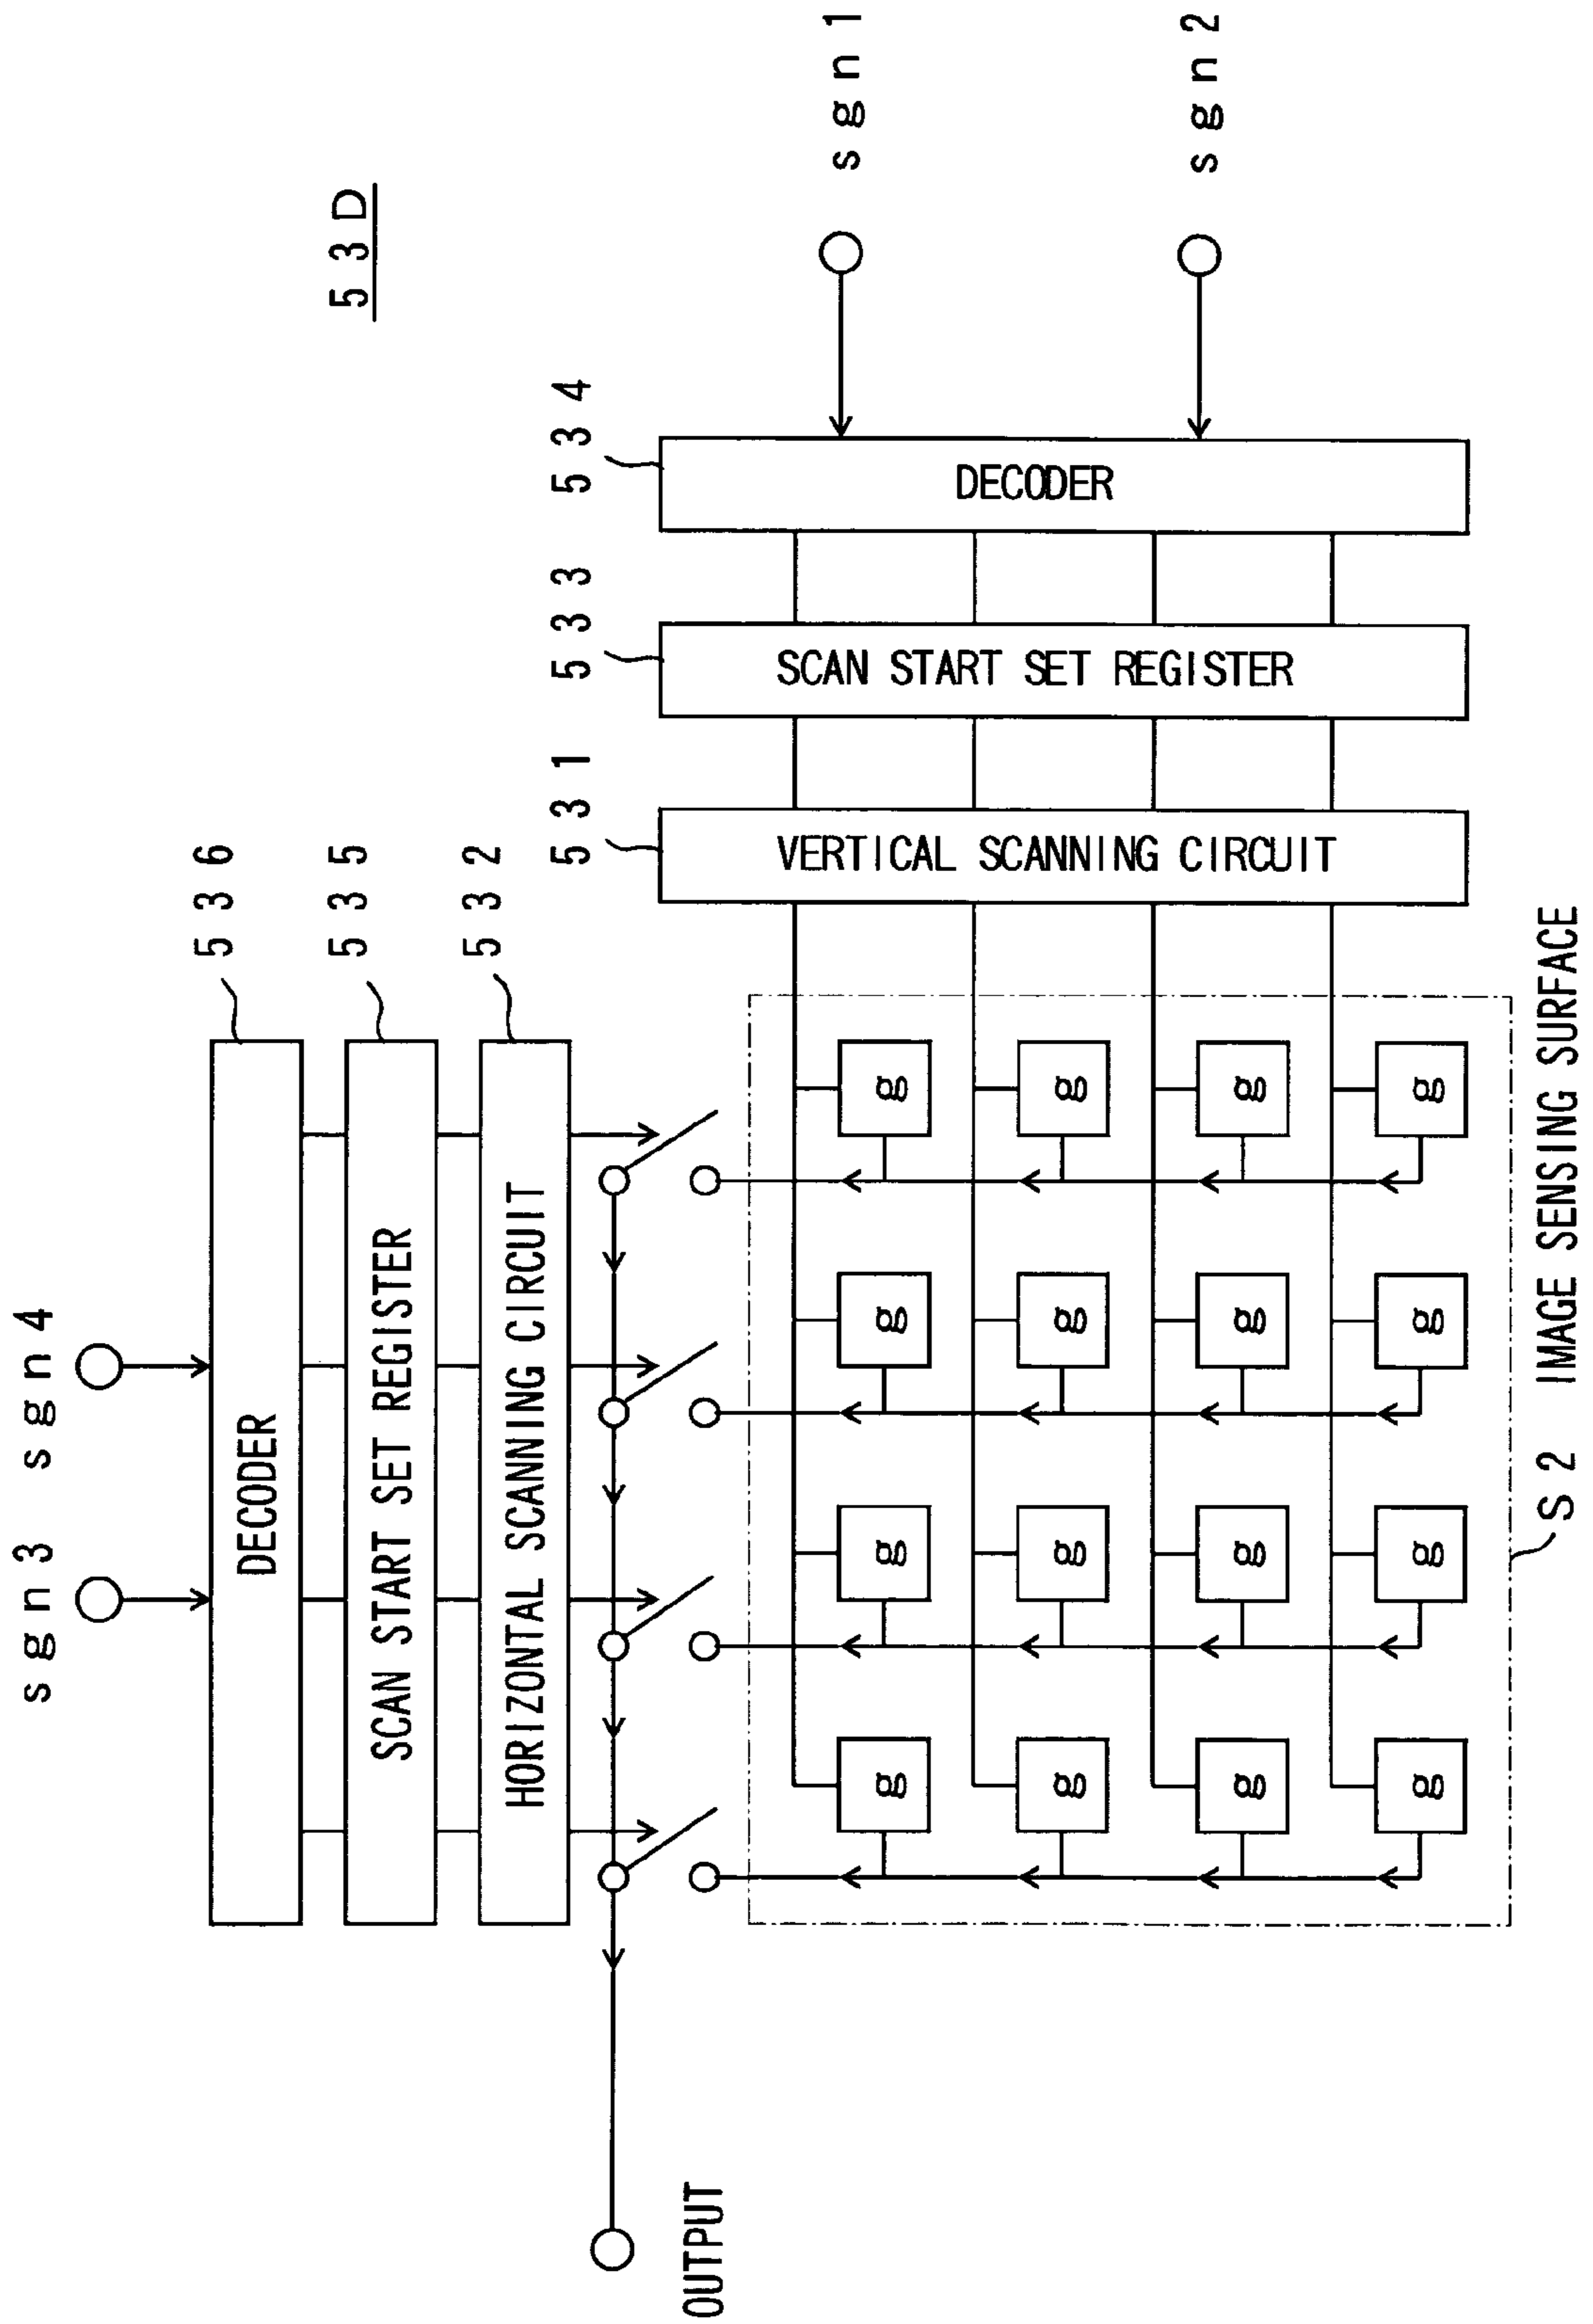 53D
sgn1
sgn2
534
DECODER
533
SCAN START SET REGISTER
531
VERTICAL SCANNING CIRCUIT
sgn3
sgn4
536
DECODER
535
SCAN START SET REGISTER
532
HORIZONTAL SCANNING CIRCUIT
g g g g
g g g g
g g g g
g g g g
S2 IMAGE SENSING SURFACE
OUTPUT